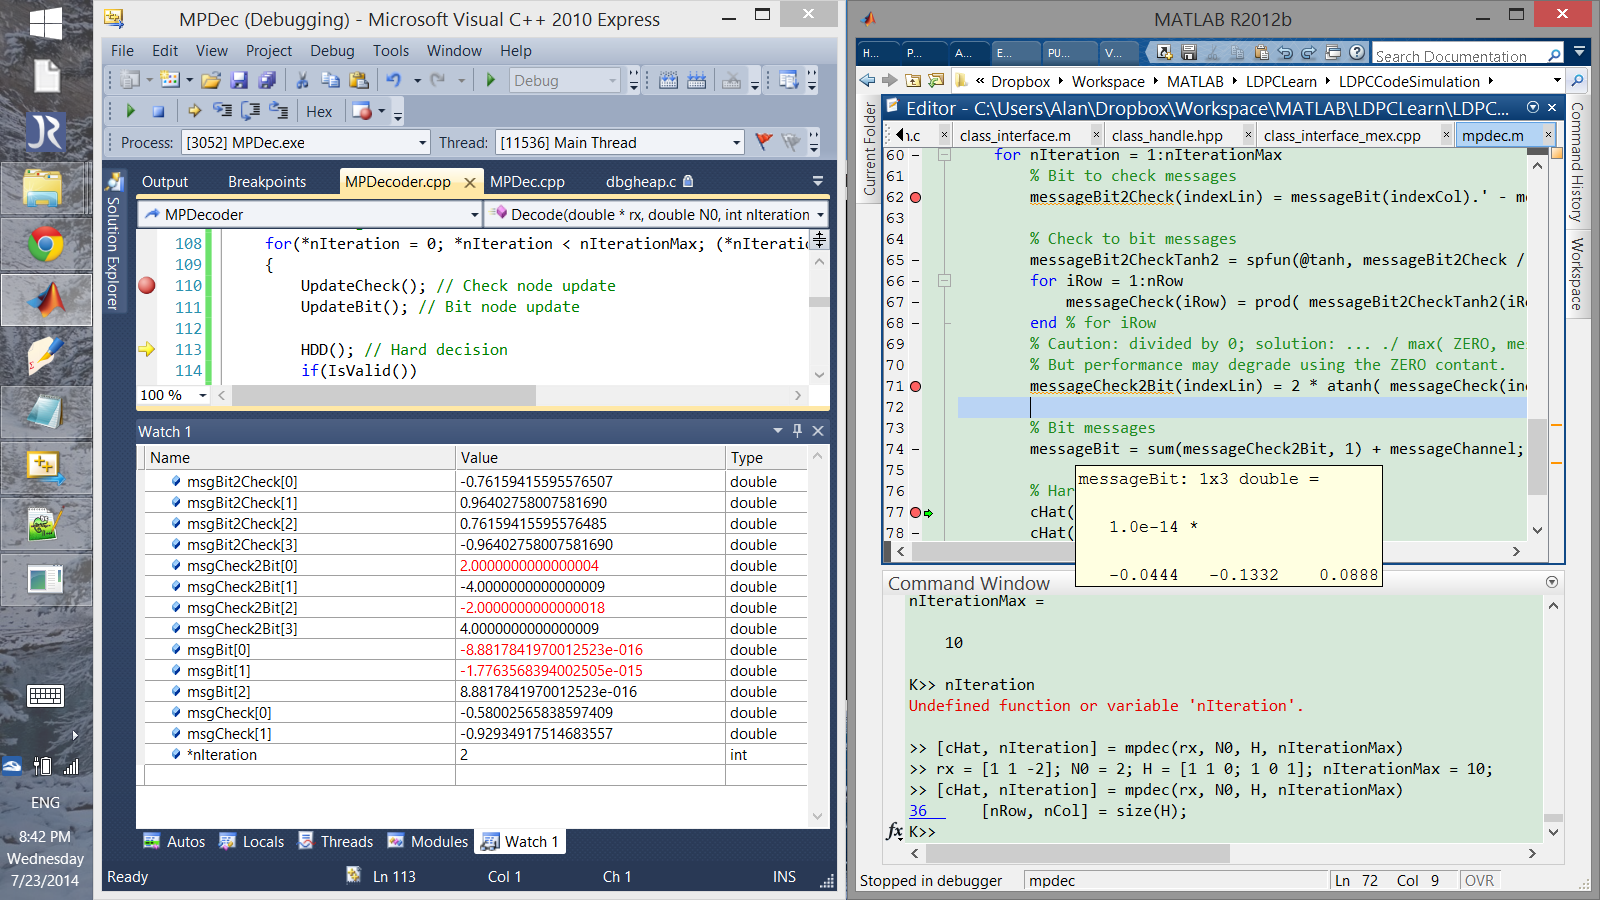 MPDec (Debugging) - Microsoft Visual C++ 2010 Express
File Edit View Project Debug Tools Window Help
Debug
Hex
Process: [3052] MPDec.exe Thread: [11536] Main Thread
Solution Explorer
Output Breakpoints MPDecoder.cpp MPDec.cpp dbgheap.c
MPDecoder Decode(double * rx, double N0, int nIteration
108 for(*nIteration = 0; *nIteration < nIterationMax; (*nIteratio
109 {
110 UpdateCheck(); // Check node update
111 UpdateBit(); // Bit node update
112
113 HDD(); // Hard decision
114 if(IsValid())
100 %
Watch 1
Name Value Type
msgBit2Check[0] -0.76159415595576507 double
msgBit2Check[1] 0.96402758007581690 double
msgBit2Check[2] 0.76159415595576485 double
msgBit2Check[3] -0.96402758007581690 double
msgCheck2Bit[0] 2.0000000000000004 double
msgCheck2Bit[1] -4.0000000000000009 double
msgCheck2Bit[2] -2.0000000000000018 double
msgCheck2Bit[3] 4.0000000000000009 double
msgBit[0] -8.8817841970012523e-016 double
msgBit[1] -1.7763568394002505e-015 double
msgBit[2] 8.8817841970012523e-016 double
msgCheck[0] -0.58002565838597409 double
msgCheck[1] -0.92934917514683557 double
*nIteration 2 int
Autos Locals Threads Modules Watch 1
Ready Ln 113 Col 1 Ch 1 INS
ENG
8:42 PM
Wednesday
7/23/2014
MATLAB R2012b
H... P... A... E... PU... V... Search Documentation
« Dropbox Workspace MATLAB LDPCLearn LDPCCodeSimulation
Current Folder
Editor - C:\Users\Alan\Dropbox\Workspace\MATLAB\LDPCLearn\LDPC...
class_interface.m class_handle.hpp class_interface_mex.cpp mpdec.m
Command History
Workspace
60 for nIteration = 1:nIterationMax
61 % Bit to check messages
62 messageBit2Check(indexLin) = messageBit(indexCol).' - me
63
64 % Check to bit messages
65 messageBit2CheckTanh2 = spfun(@tanh, messageBit2Check /
66 for iRow = 1:nRow
67 messageCheck(iRow) = prod( messageBit2CheckTanh2(iRo
68 end % for iRow
69 % Caution: divided by 0; solution: ... ./ max( ZERO, mes
70 % But performance may degrade using the ZERO contant.
71 messageCheck2Bit(indexLin) = 2 * atanh( messageCheck(ind
72
73 % Bit messages
74 messageBit = sum(messageCheck2Bit, 1) + messageChannel;
75
76 % Har
77 cHat(
78 cHat(
messageBit: 1x3 double =
1.0e-14 *
-0.0444 -0.1332 0.0888
Command Window
nIterationMax =
10
K>> nIteration
Undefined function or variable 'nIteration'.
>> [cHat, nIteration] = mpdec(rx, N0, H, nIterationMax)
>> rx = [1 1 -2]; N0 = 2; H = [1 1 0; 1 0 1]; nIterationMax = 10;
>> [cHat, nIteration] = mpdec(rx, N0, H, nIterationMax)
36 [nRow, nCol] = size(H);
fx K>>
Stopped in debugger mpdec Ln 72 Col 9 OVR